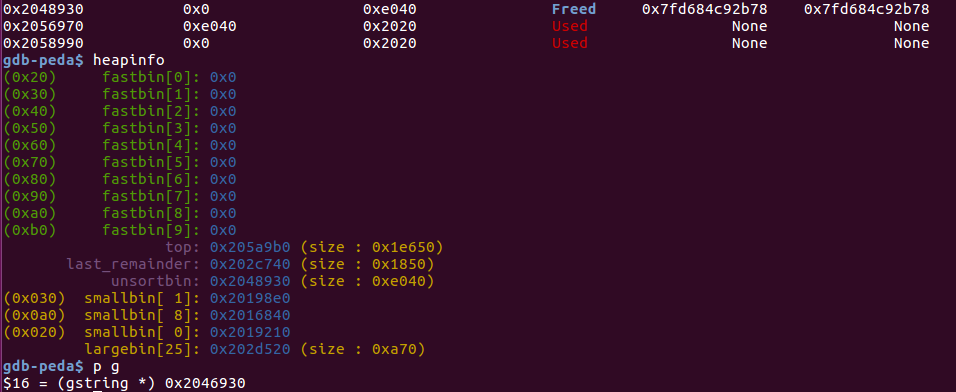 0x2048930 0x0 0xe040 Freed 0x7fd684c92b78 0x7fd684c92b78
0x2056970 0xe040 0x2020 Used None None
0x2058990 0x0 0x2020 Used None None
gdb-peda$ heapinfo
(0x20) fastbin[0]: 0x0
(0x30) fastbin[1]: 0x0
(0x40) fastbin[2]: 0x0
(0x50) fastbin[3]: 0x0
(0x60) fastbin[4]: 0x0
(0x70) fastbin[5]: 0x0
(0x80) fastbin[6]: 0x0
(0x90) fastbin[7]: 0x0
(0xa0) fastbin[8]: 0x0
(0xb0) fastbin[9]: 0x0
top: 0x205a9b0 (size : 0x1e650)
last_remainder: 0x202c740 (size : 0x1850)
unsortbin: 0x2048930 (size : 0xe040)
(0x030) smallbin[ 1]: 0x20198e0
(0x0a0) smallbin[ 8]: 0x2016840
(0x020) smallbin[ 0]: 0x2019210
largebin[25]: 0x202d520 (size : 0xa70)
gdb-peda$ p g
$16 = (gstring *) 0x2046930